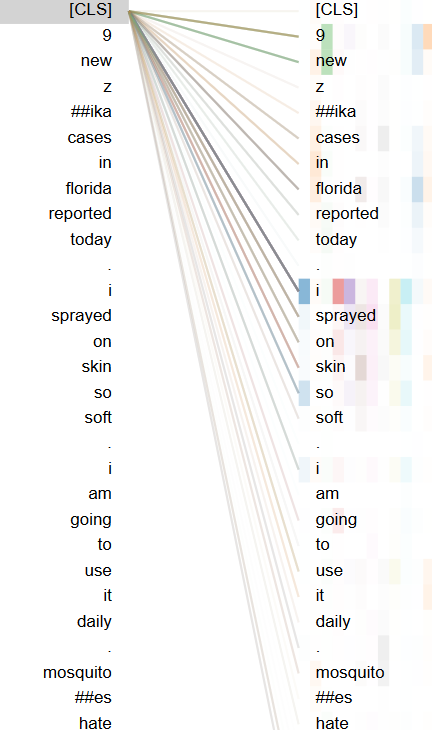 [CLS] [CLS]
9 9
new new
z z
##ika ##ika
cases cases
in in
florida florida
reported reported
today today
. .
i i
sprayed sprayed
on on
skin skin
so so
soft soft
. .
i i
am am
going going
to to
use use
it it
daily daily
. .
mosquito mosquito
##es ##es
hate hate